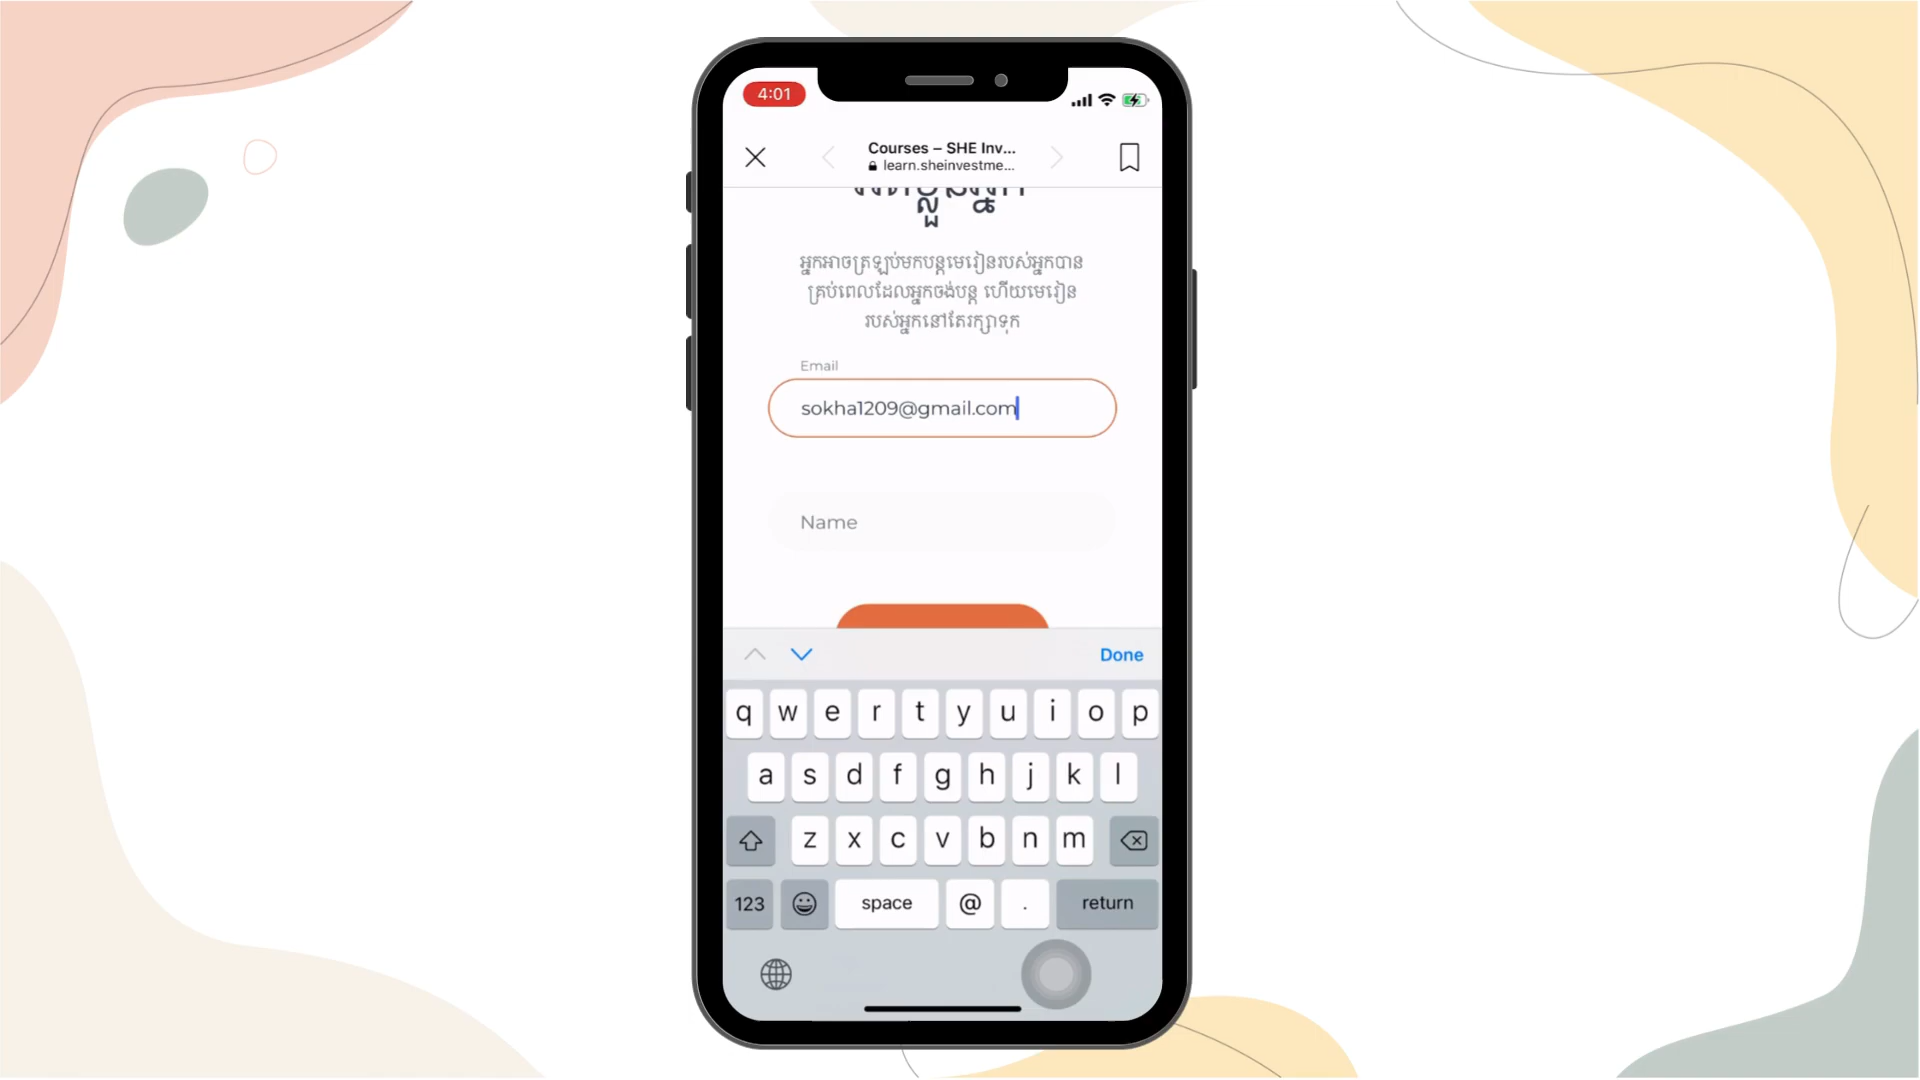 4:01
Courses – SHE Inv...
learn.sheinvestme...
អ្នកអាចត្រឡប់មកបន្តមេរៀនរបស់អ្នកបាន
គ្រប់ពេលដែលអ្នកចង់បន្ត ហើយមេរៀន
របស់អ្នកនៅតែរក្សាទុក
Email
sokha1209@gmail.com
Name
Done
q w e r t y u i o p
a s d f g h j k l
z x c v b n m
123 space @ . return